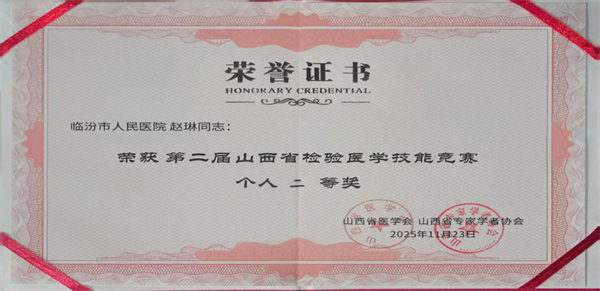 荣誉证书
HONORARY CREDENTIAL
临汾市人民医院 赵琳同志：
荣获 第二届山西省检验医学技能竞赛
个人 二 等奖
山西省医学会 山西省专家学者协会
2025年11月23日